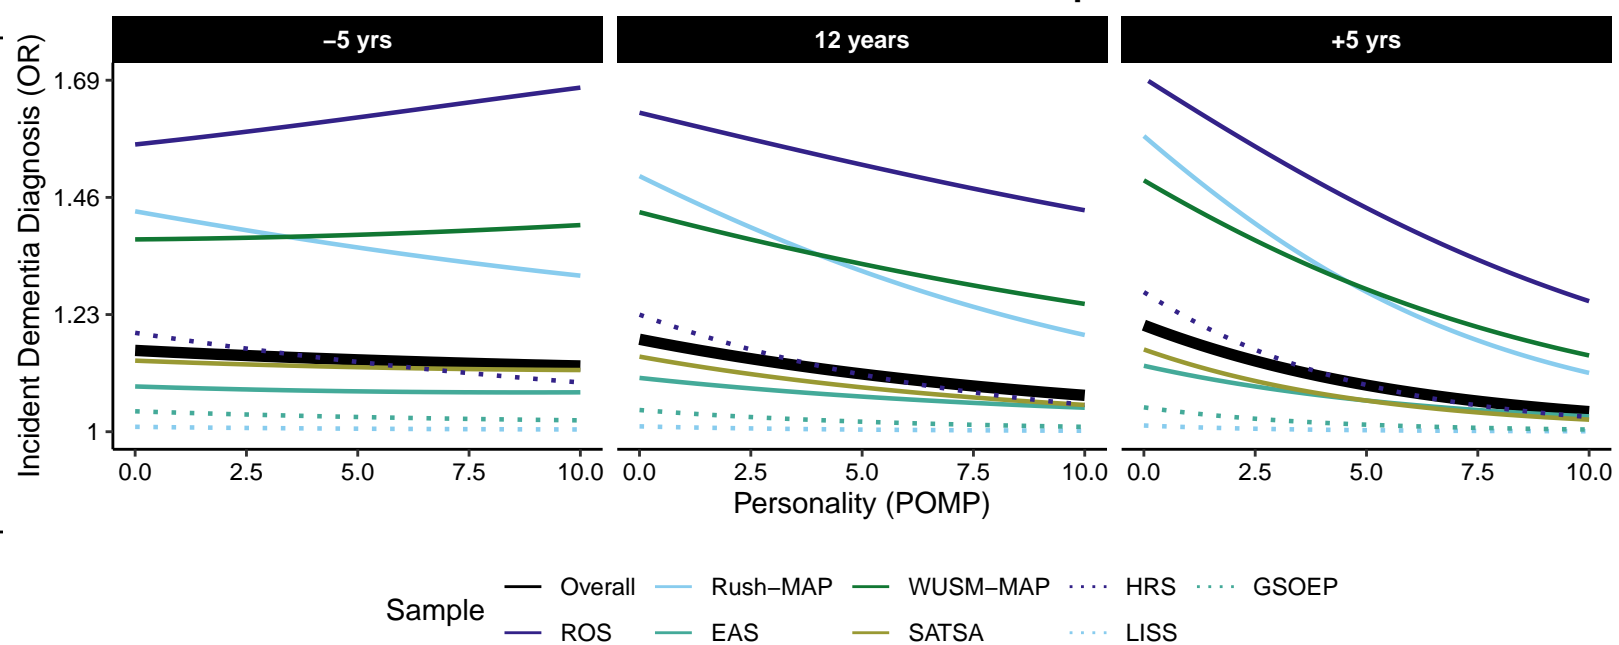 −5 yrs
12 years
+5 yrs
Incident Dementia Diagnosis (OR)
1.69
1.46
1.23
1
0.0 2.5 5.0 7.5 10.0
0.0 2.5 5.0 7.5 10.0
0.0 2.5 5.0 7.5 10.0
Personality (POMP)
Sample
Overall Rush−MAP WUSM−MAP HRS GSOEP
ROS EAS SATSA LISS